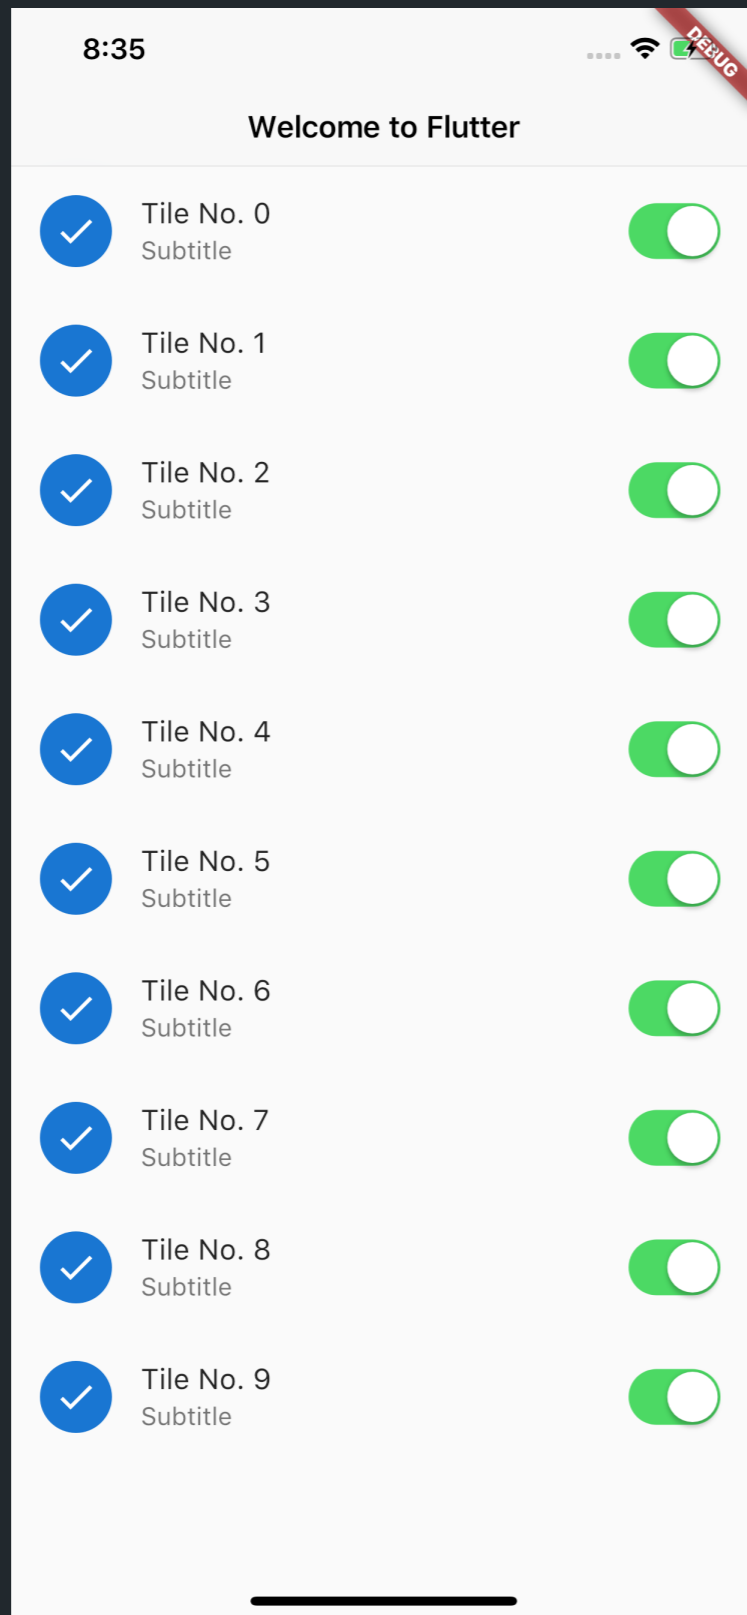 8:35
DEBUG
Welcome to Flutter
Tile No. 0
Subtitle
Tile No. 1
Subtitle
Tile No. 2
Subtitle
Tile No. 3
Subtitle
Tile No. 4
Subtitle
Tile No. 5
Subtitle
Tile No. 6
Subtitle
Tile No. 7
Subtitle
Tile No. 8
Subtitle
Tile No. 9
Subtitle